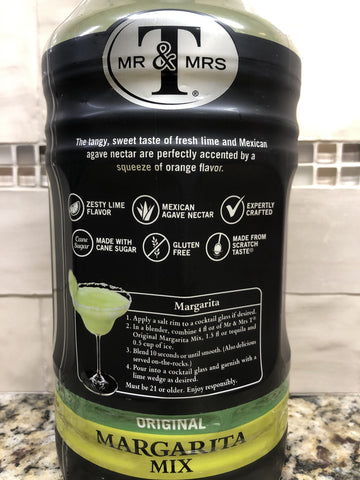 MR & MRS
T
®
The tangy, sweet taste of fresh lime and Mexican
agave nectar are perfectly accented by a
squeeze of orange flavor.
ZESTY LIME
FLAVOR
MEXICAN
AGAVE NECTAR
EXPERTLY
CRAFTED
Cane
Sugar
MADE WITH
CANE SUGAR
GLUTEN
FREE
MADE FROM
SCRATCH
TASTE
Margarita
1. Apply a salt rim to a cocktail glass if desired.
2. In a blender, combine 4 fl oz of Mr & Mrs T®
Original Margarita Mix, 1.5 fl oz tequila and
0.5 cup of ice.
3. Blend 10 seconds or until smooth. (Also delicious
served on-the-rocks.)
4. Pour into a cocktail glass and garnish with a
lime wedge as desired.
Must be 21 or older. Enjoy responsibly.
ORIGINAL
MARGARITA
MIX